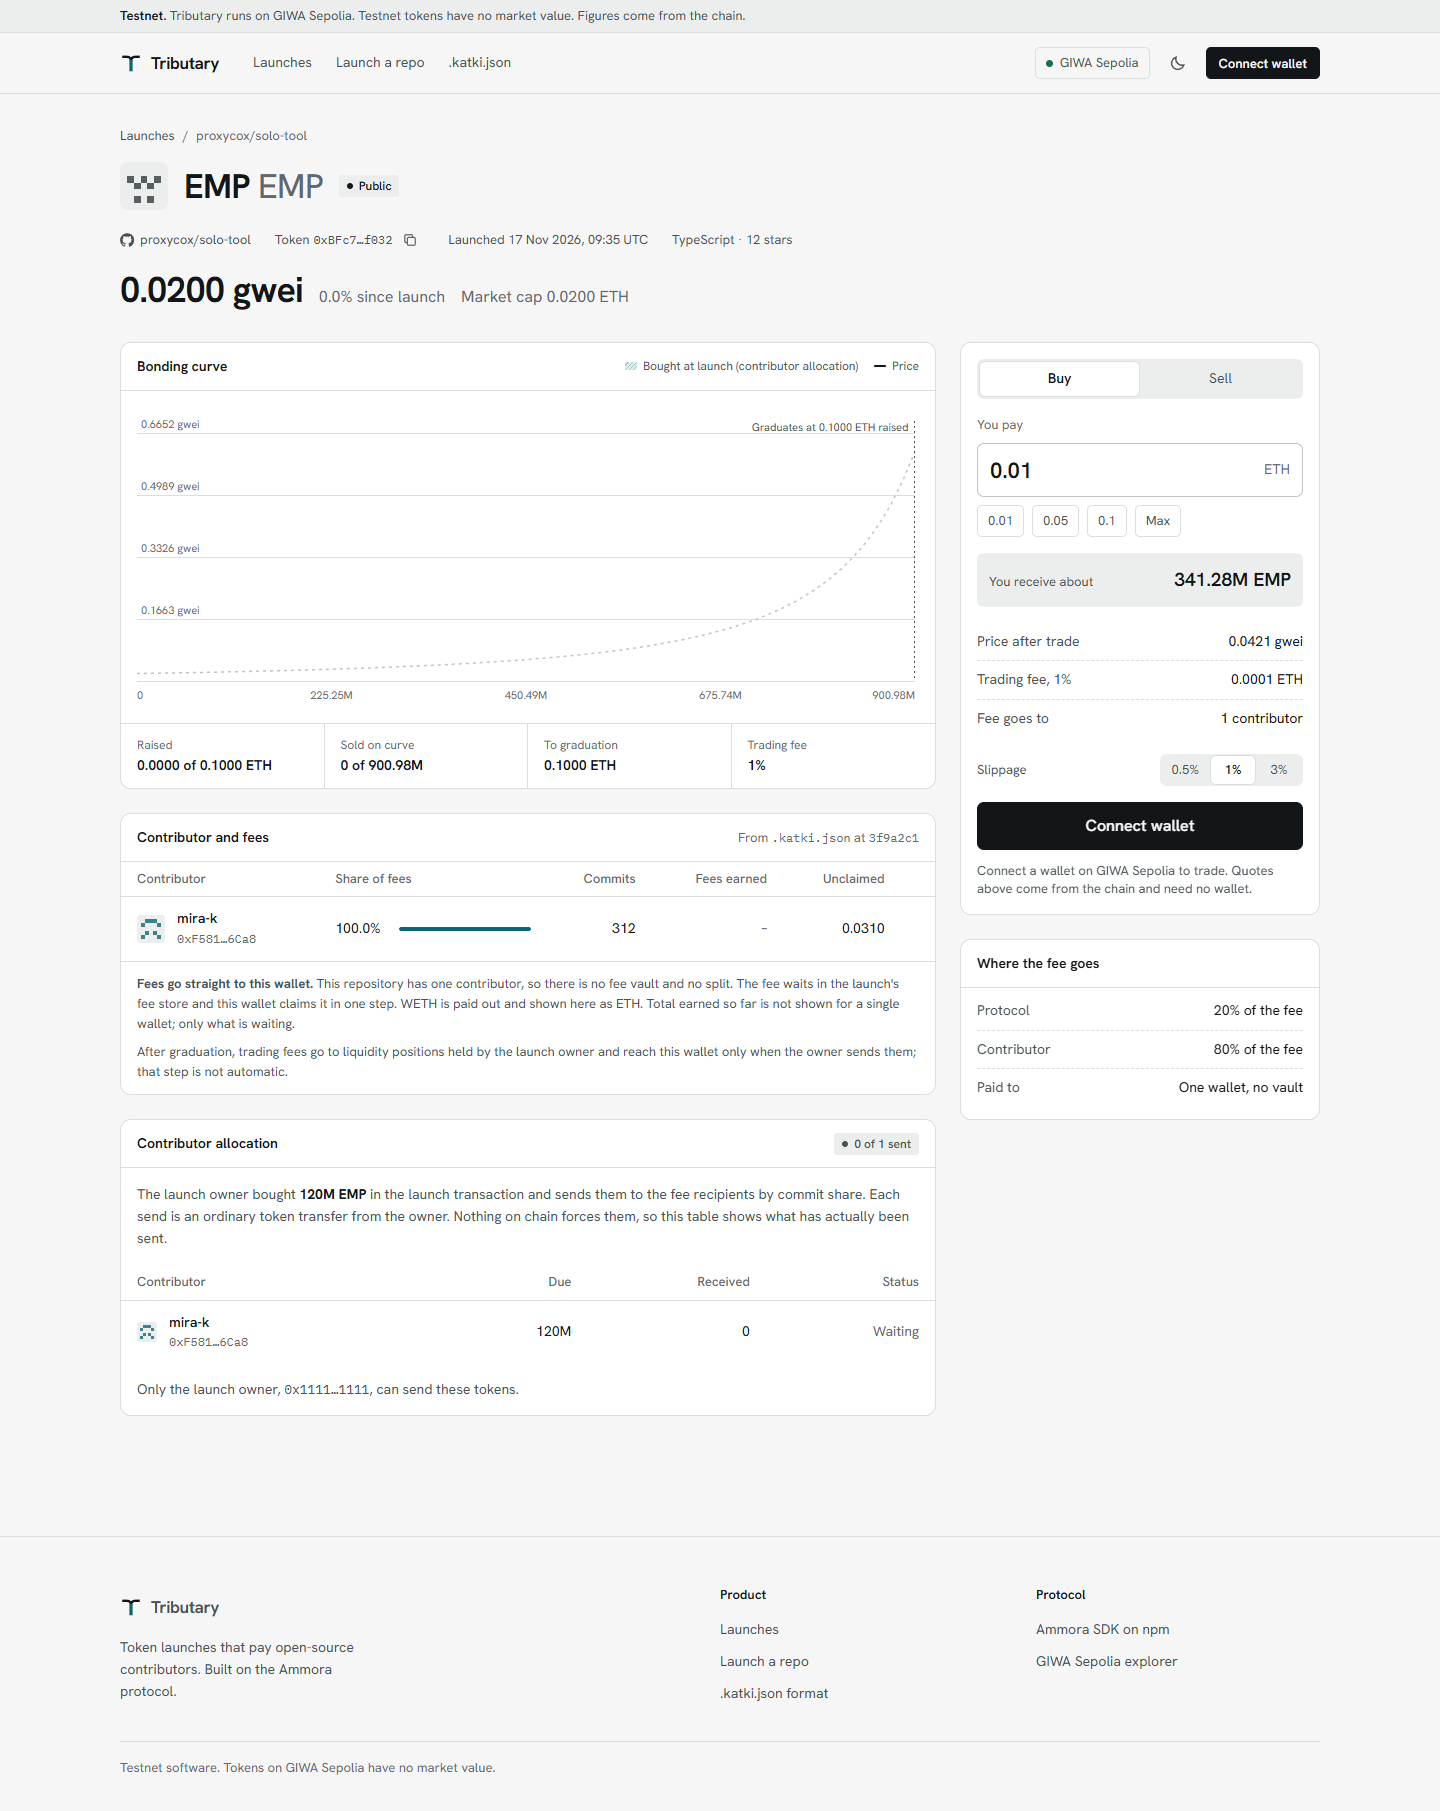 Testnet. Tributary runs on GIWA Sepolia. Testnet tokens have no market value. Figures come from the chain.
Tributary
Launches
Launch a repo
.katki.json
GIWA Sepolia
Connect wallet
Launches / proxycox/solo-tool
EMP EMP
Public
proxycox/solo-tool
Token 0xBFc7…f032
Launched 17 Nov 2026, 09:35 UTC
TypeScript · 12 stars
0.0200 gwei
0.0% since launch
Market cap 0.0200 ETH
Bonding curve
Bought at launch (contributor allocation)
Price
0.6652 gwei
Graduates at 0.1000 ETH raised
0.4989 gwei
0.3326 gwei
0.1663 gwei
0
225.25M
450.49M
675.74M
900.98M
Raised
0.0000 of 0.1000 ETH
Sold on curve
0 of 900.98M
To graduation
0.1000 ETH
Trading fee
1%
Contributor and fees
From .katki.json at 3f9a2c1
Contributor
Share of fees
Commits
Fees earned
Unclaimed
mira-k
0xF581…6Ca8
100.0%
312
–
0.0310
Fees go straight to this wallet. This repository has one contributor, so there is no fee vault and no split. The fee waits in the launch's
fee store and this wallet claims it in one step. WETH is paid out and shown here as ETH. Total earned so far is not shown for a single
wallet; only what is waiting.
After graduation, trading fees go to liquidity positions held by the launch owner and reach this wallet only when the owner sends them;
that step is not automatic.
Contributor allocation
0 of 1 sent
The launch owner bought 120M EMP in the launch transaction and sends them to the fee recipients by commit share. Each
send is an ordinary token transfer from the owner. Nothing on chain forces them, so this table shows what has actually been
sent.
Contributor
Due
Received
Status
mira-k
0xF581…6Ca8
120M
0
Waiting
Only the launch owner, 0x1111…1111, can send these tokens.
Buy
Sell
You pay
0.01
ETH
0.01
0.05
0.1
Max
You receive about
341.28M EMP
Price after trade
0.0421 gwei
Trading fee, 1%
0.0001 ETH
Fee goes to
1 contributor
Slippage
0.5%
1%
3%
Connect wallet
Connect a wallet on GIWA Sepolia to trade. Quotes
above come from the chain and need no wallet.
Where the fee goes
Protocol
20% of the fee
Contributor
80% of the fee
Paid to
One wallet, no vault
Tributary
Token launches that pay open-source
contributors. Built on the Ammora
protocol.
Product
Launches
Launch a repo
.katki.json format
Protocol
Ammora SDK on npm
GIWA Sepolia explorer
Testnet software. Tokens on GIWA Sepolia have no market value.